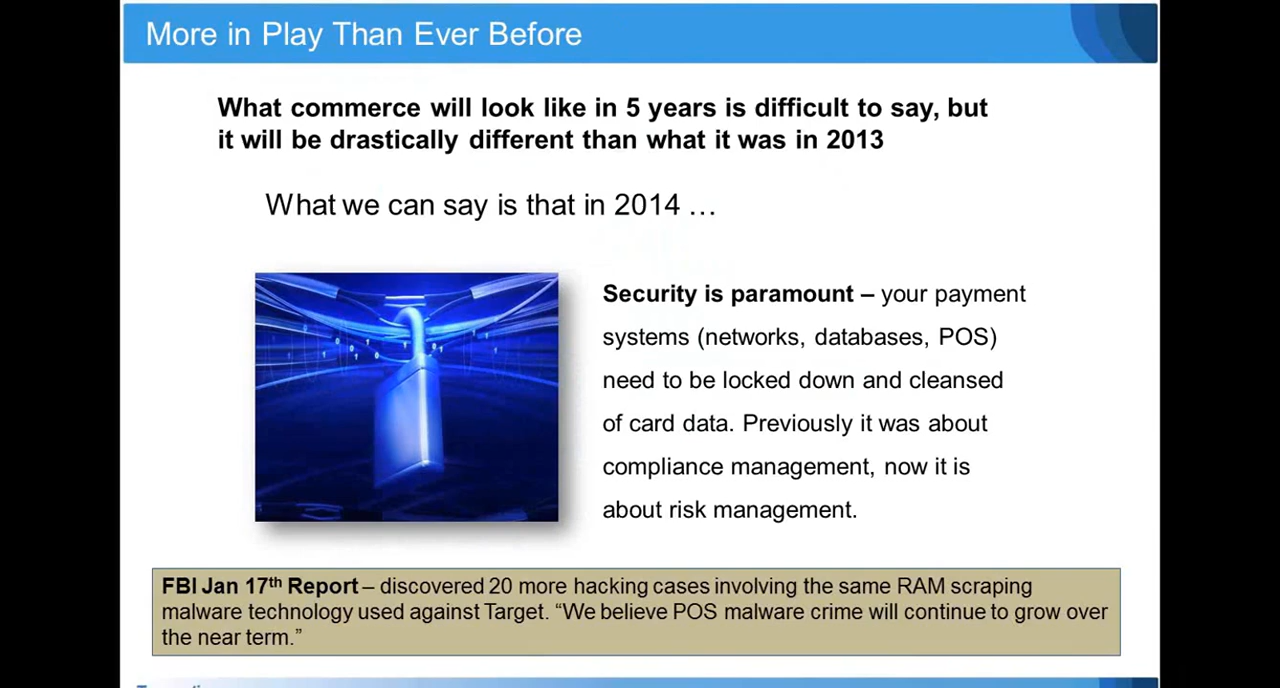 More in Play Than Ever Before
What commerce will look like in 5 years is difficult to say, but
it will be drastically different than what it was in 2013
What we can say is that in 2014 …
Security is paramount – your payment
systems (networks, databases, POS)
need to be locked down and cleansed
of card data. Previously it was about
compliance management, now it is
about risk management.
FBI Jan 17th Report – discovered 20 more hacking cases involving the same RAM scraping
malware technology used against Target. “We believe POS malware crime will continue to grow over
the near term.”